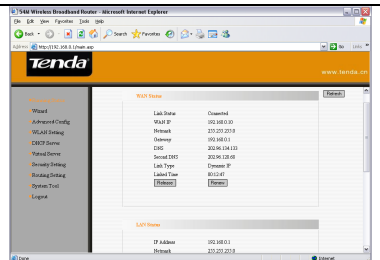 54M Wireless Broadband Router - Microsoft Internet Explorer
File Edit View Favorites Tools Help
Back Search Favorites
Address http://192.168.0.1/main.asp Go Links
Tenda
www.tenda.cn
Wizard
Advanced Config
WLAN Setting
DHCP Server
Virtual Server
Security Setting
Routing Setting
System Tool
Logout
WAN Status
Refresh
Link Status Connected
WAN IP 192.168.0.10
Netmask 255.255.255.0
Gateway 192.168.0.1
DNS 202.96.134.133
Second DNS 202.96.128.68
Link Type Dynamic IP
Linked Time 00:12:47
Release Renew
LAN Status
IP Address 192.168.0.1
Netmask 255.255.255.0
Done Internet